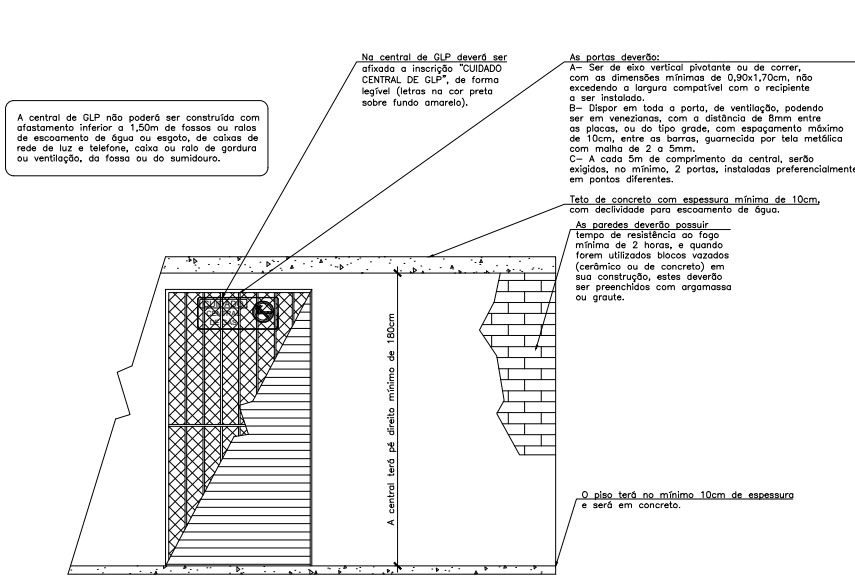 Na central de GLP deverá ser
afixada a inscrição "CUIDADO
CENTRAL DE GLP", de forma
legível (letras na cor preta
sobre fundo amarelo).
As portas deverão:
A– Ser de eixo vertical pivotante ou de correr,
com as dimensões mínimas de 0,90x1,70cm, não
excedendo a largura compatível com o recipiente
a ser instalado.
B– Dispor em toda a porta, de ventilação, podendo
ser em venezianas, com a distância de 8mm entre
as placas, ou do tipo grade, com espaçamento máximo
de 10cm, entre as barras, guarnecida por tela metálica
com malha de 2 a 5mm.
C– A cada 5m de comprimento da central, serão
exigidos, no mínimo, 2 portas, instaladas preferencialmente
em pontos diferentes.
A central de GLP não poderá ser construída com
afastamento inferior a 1,50m de fossos ou ralos
de escoamento de água ou esgoto, de caixas de
rede de luz e telefone, caixa ou ralo de gordura
ou ventilação, da fossa ou do sumidouro.
Teto de concreto com espessura mínima de 10cm,
com declividade para escoamento de água.
As paredes deverão possuir
tempo de resistência ao fogo
mínima de 2 horas, e quando
forem utilizados blocos vazados
(cerâmico ou de concreto) em
sua construção, estes deverão
ser preenchidos com argamassa
ou graute.
CUIDADO
CENTRAL
DE GÁS
A central terá pé direito mínimo de 180cm
O piso terá no mínimo 10cm de espessura
e será em concreto.